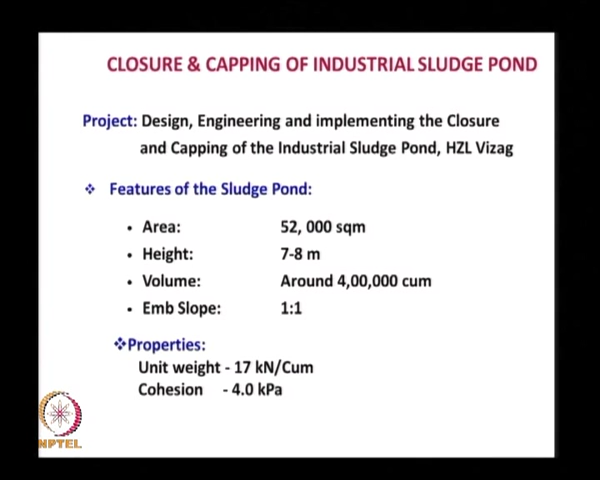 CLOSURE & CAPPING OF INDUSTRIAL SLUDGE POND
Project: Design, Engineering and implementing the Closure
and Capping of the Industrial Sludge Pond, HZL Vizag
❖ Features of the Sludge Pond:
• Area: 52, 000 sqm
• Height: 7-8 m
• Volume: Around 4,00,000 cum
• Emb Slope: 1:1
❖Properties:
Unit weight - 17 kN/Cum
Cohesion - 4.0 kPa
NPTEL